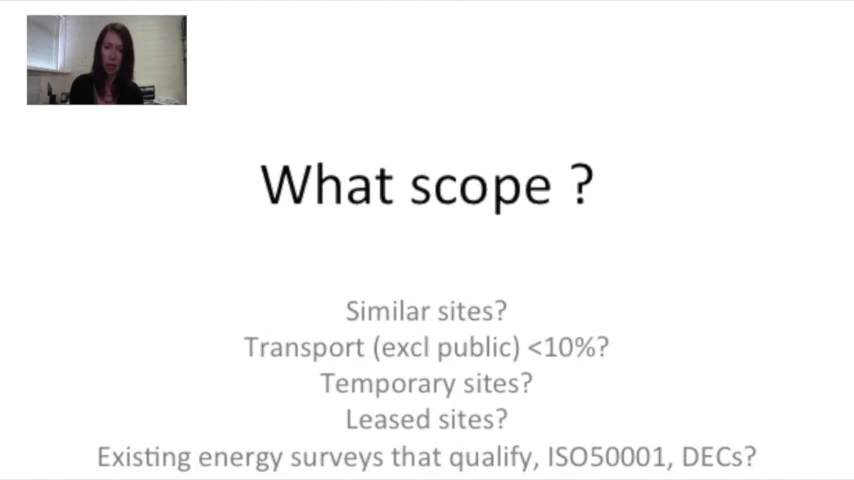 What scope ?
Similar sites?
Transport (excl public) <10%?
Temporary sites?
Leased sites?
Existing energy surveys that qualify, ISO50001, DECs?